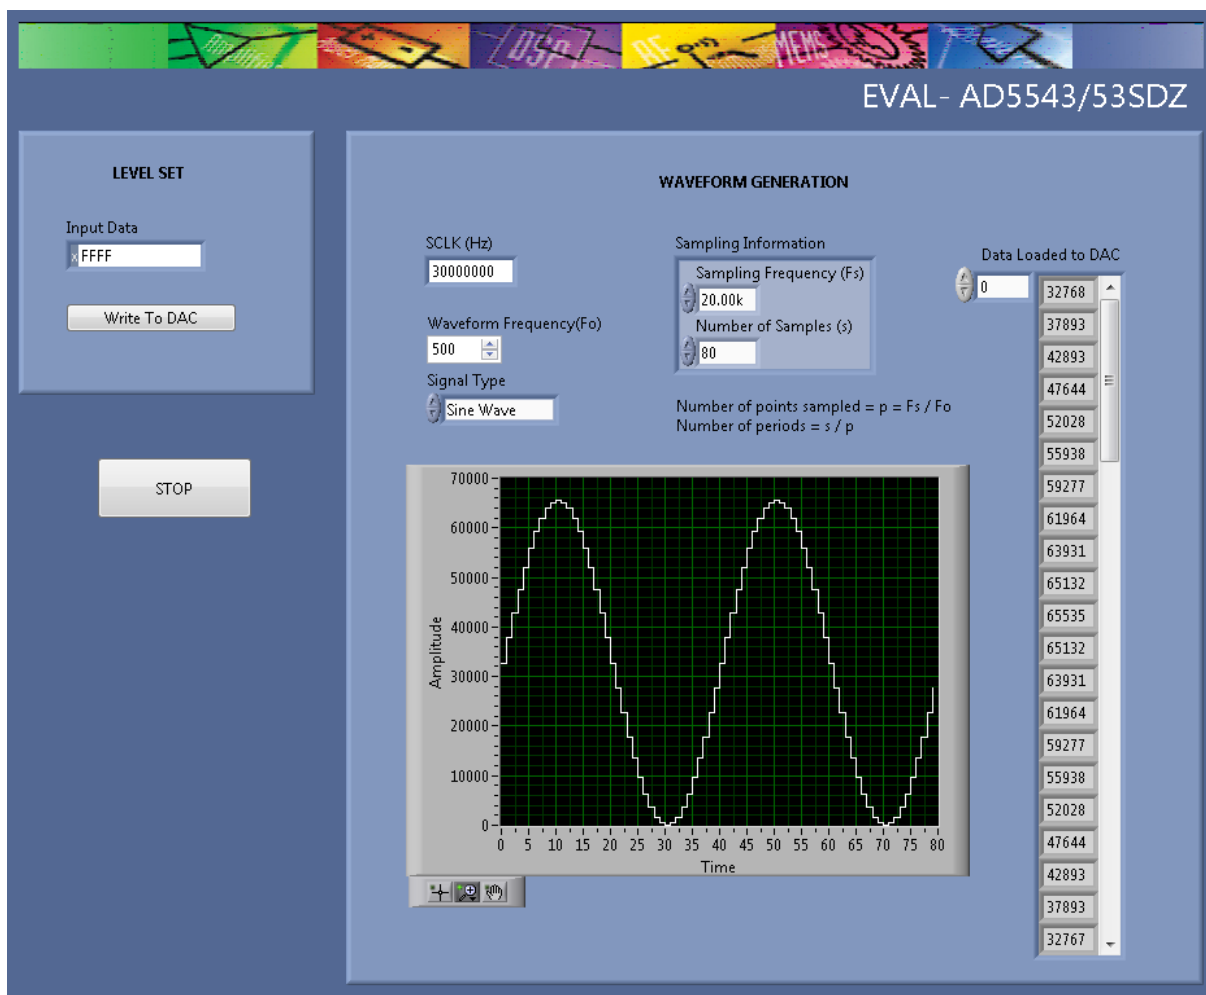 Analog
DSP
RF
MEMS
EVAL- AD5543/53SDZ
LEVEL SET
Input Data
x FFFF
Write To DAC
STOP
WAVEFORM GENERATION
SCLK (Hz)
30000000
Waveform Frequency(Fo)
500
Signal Type
Sine Wave
Sampling Information
Sampling Frequency (Fs)
20.00k
Number of Samples (s)
80
Number of points sampled = p = Fs / Fo
Number of periods = s / p
Data Loaded to DAC
0
32768
37893
42893
47644
52028
55938
59277
61964
63931
65132
65535
65132
63931
61964
59277
55938
52028
47644
42893
37893
32767
Amplitude
70000
60000
50000
40000
30000
20000
10000
0
0 5 10 15 20 25 30 35 40 45 50 55 60 65 70 75 80
Time